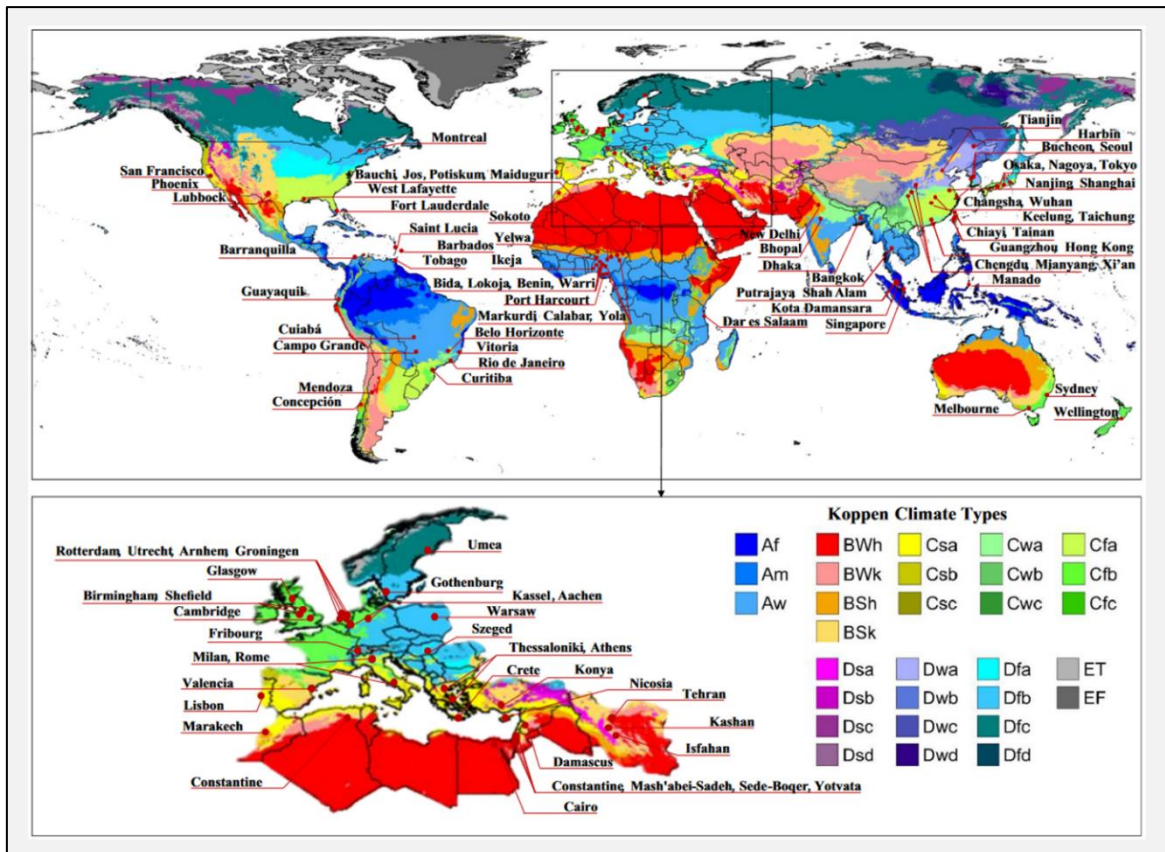 Tianjin
Montreal
Harbin
Bucheon, Seoul
San Francisco
Bauchi, Jos, Potiskum, Maiduguri
Osaka, Nagoya, Tokyo
Phoenix
West Lafayette
Nanjing, Shanghai
Lubbock
Fort Lauderdale
Changsha, Wuhan
Sokoto
Keelung, Taichung
Saint Lucia
Yelwa
New Delhi
Chiayi, Tainan
Barranquilla
Barbados
Bhopal
Guangzhou, Hong Kong
Tobago
Ikeja
Dhaka
Chengdu, Mjanyang, Xi'an
Bida, Lokoja, Benin, Warri
Bangkok
Manado
Guayaquil
Port Harcourt
Putrajaya, Shah Alam
Markurdi, Calabar, Yola
Kota Damansara
Cuiabá
Belo Horizonte
Dar es Salaam
Singapore
Campo Grande
Vitoria
Rio de Janeiro
Mendoza
Curitiba
Sydney
Concepción
Melbourne
Wellington
Rotterdam, Utrecht, Arnhem, Groningen
Umea
Glasgow
Gothenburg
Birmingham, Shefield
Kassel, Aachen
Cambridge
Warsaw
Fribourg
Szeged
Milan, Rome
Thessaloniki, Athens
Crete
Konya
Valencia
Nicosia
Lisbon
Tehran
Marakech
Kashan
Isfahan
Constantine
Damascus
Constantine, Mash'abei-Sadeh, Sede-Boqer, Yotvata
Cairo
Koppen Climate Types
Af BWh Csa Cwa Cfa
Am BWk Csb Cwb Cfb
Aw BSh Csc Cwc Cfc
BSk
Dsa Dwa Dfa ET
Dsb Dwb Dfb EF
Dsc Dwc Dfc
Dsd Dwd Dfd